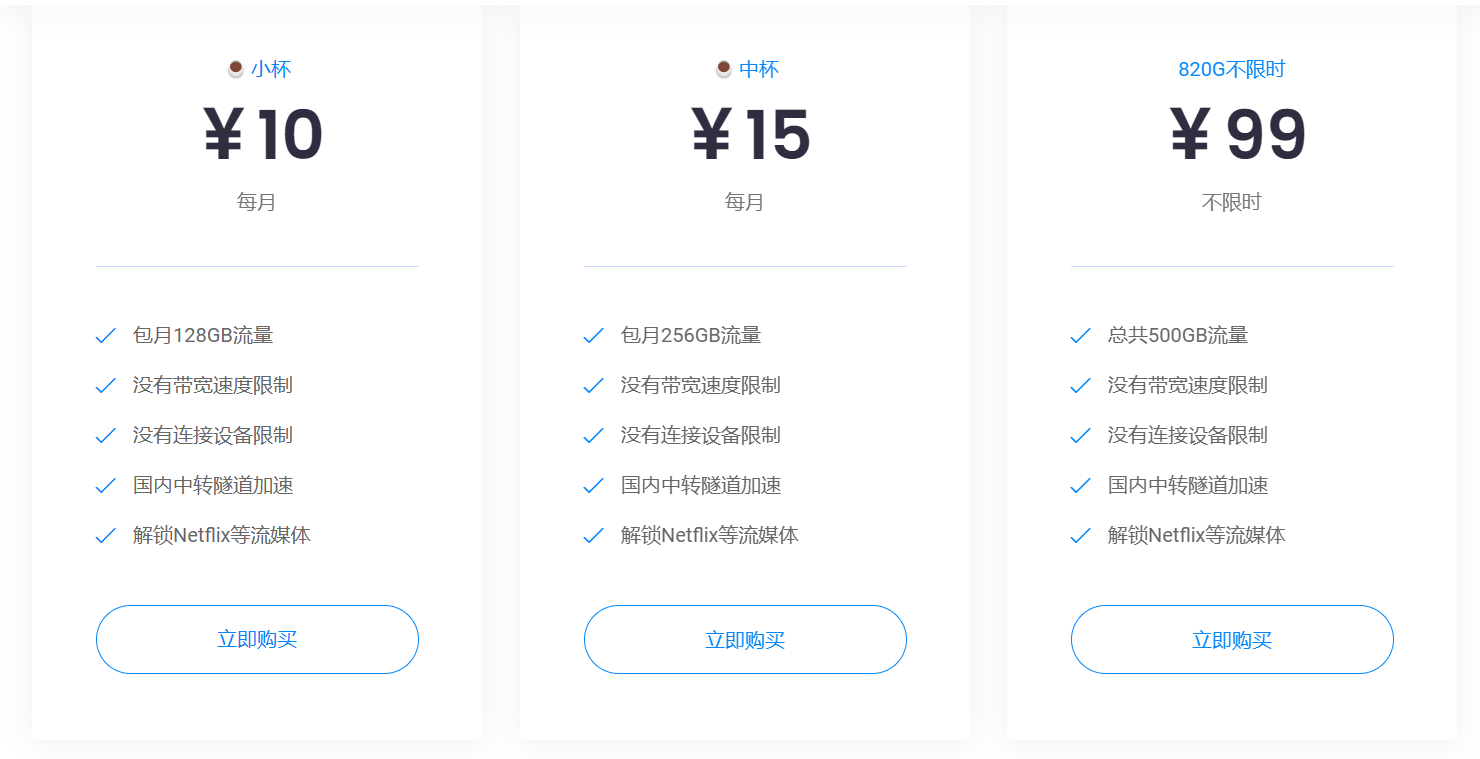 小杯
¥10
每月
包月128GB流量
没有带宽速度限制
没有连接设备限制
国内中转隧道加速
解锁Netflix等流媒体
立即购买
中杯
¥15
每月
包月256GB流量
没有带宽速度限制
没有连接设备限制
国内中转隧道加速
解锁Netflix等流媒体
立即购买
820G不限时
¥99
不限时
总共500GB流量
没有带宽速度限制
没有连接设备限制
国内中转隧道加速
解锁Netflix等流媒体
立即购买